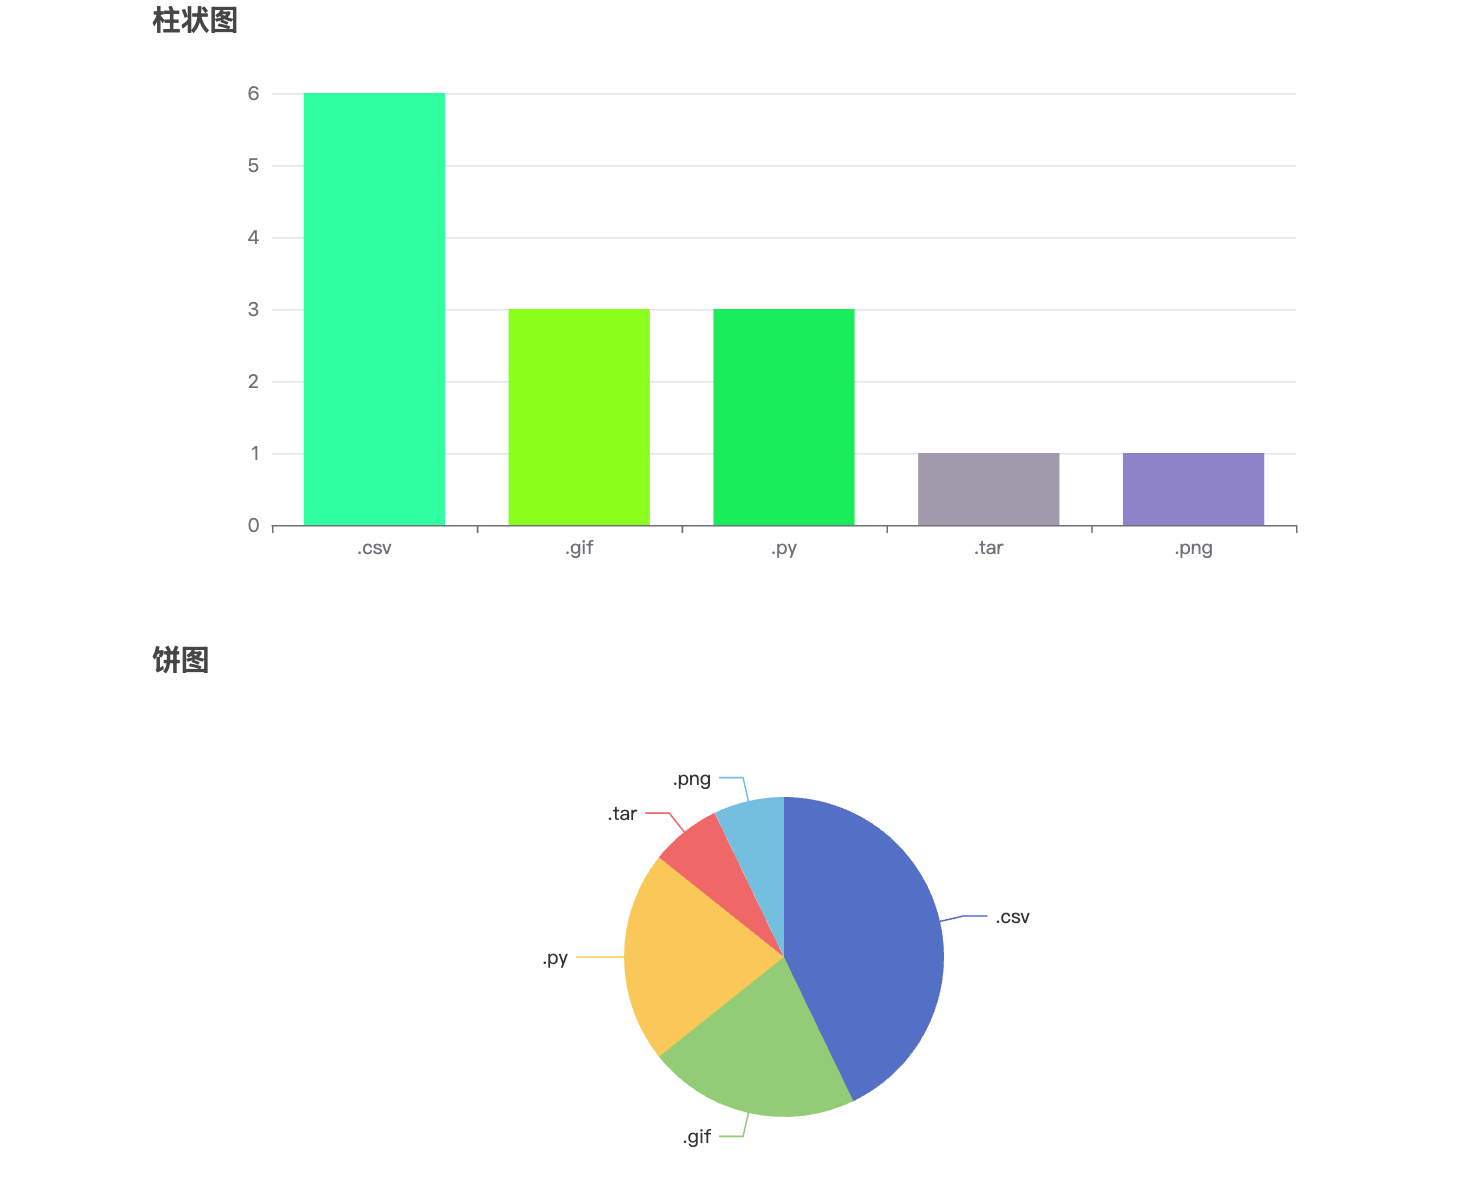 柱状图
6
5
4
3
2
1
0
.csv .gif .py .tar .png
饼图
.png
.tar
.csv
.py
.gif